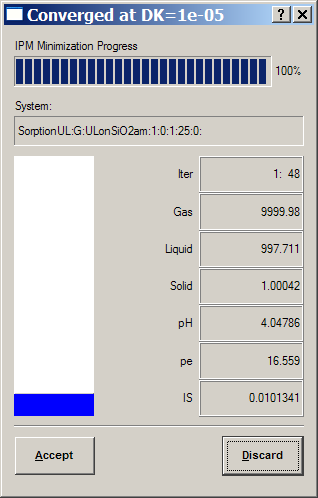 Converged at DK=1e-05
IPM Minimization Progress
100%
System:
SorptionUL:G:ULonSiO2am:1:0:1:25:0:
Iter 1: 48
Gas 9999.98
Liquid 997.711
Solid 1.00042
pH 4.04786
pe 16.559
IS 0.0101341
Accept Discard